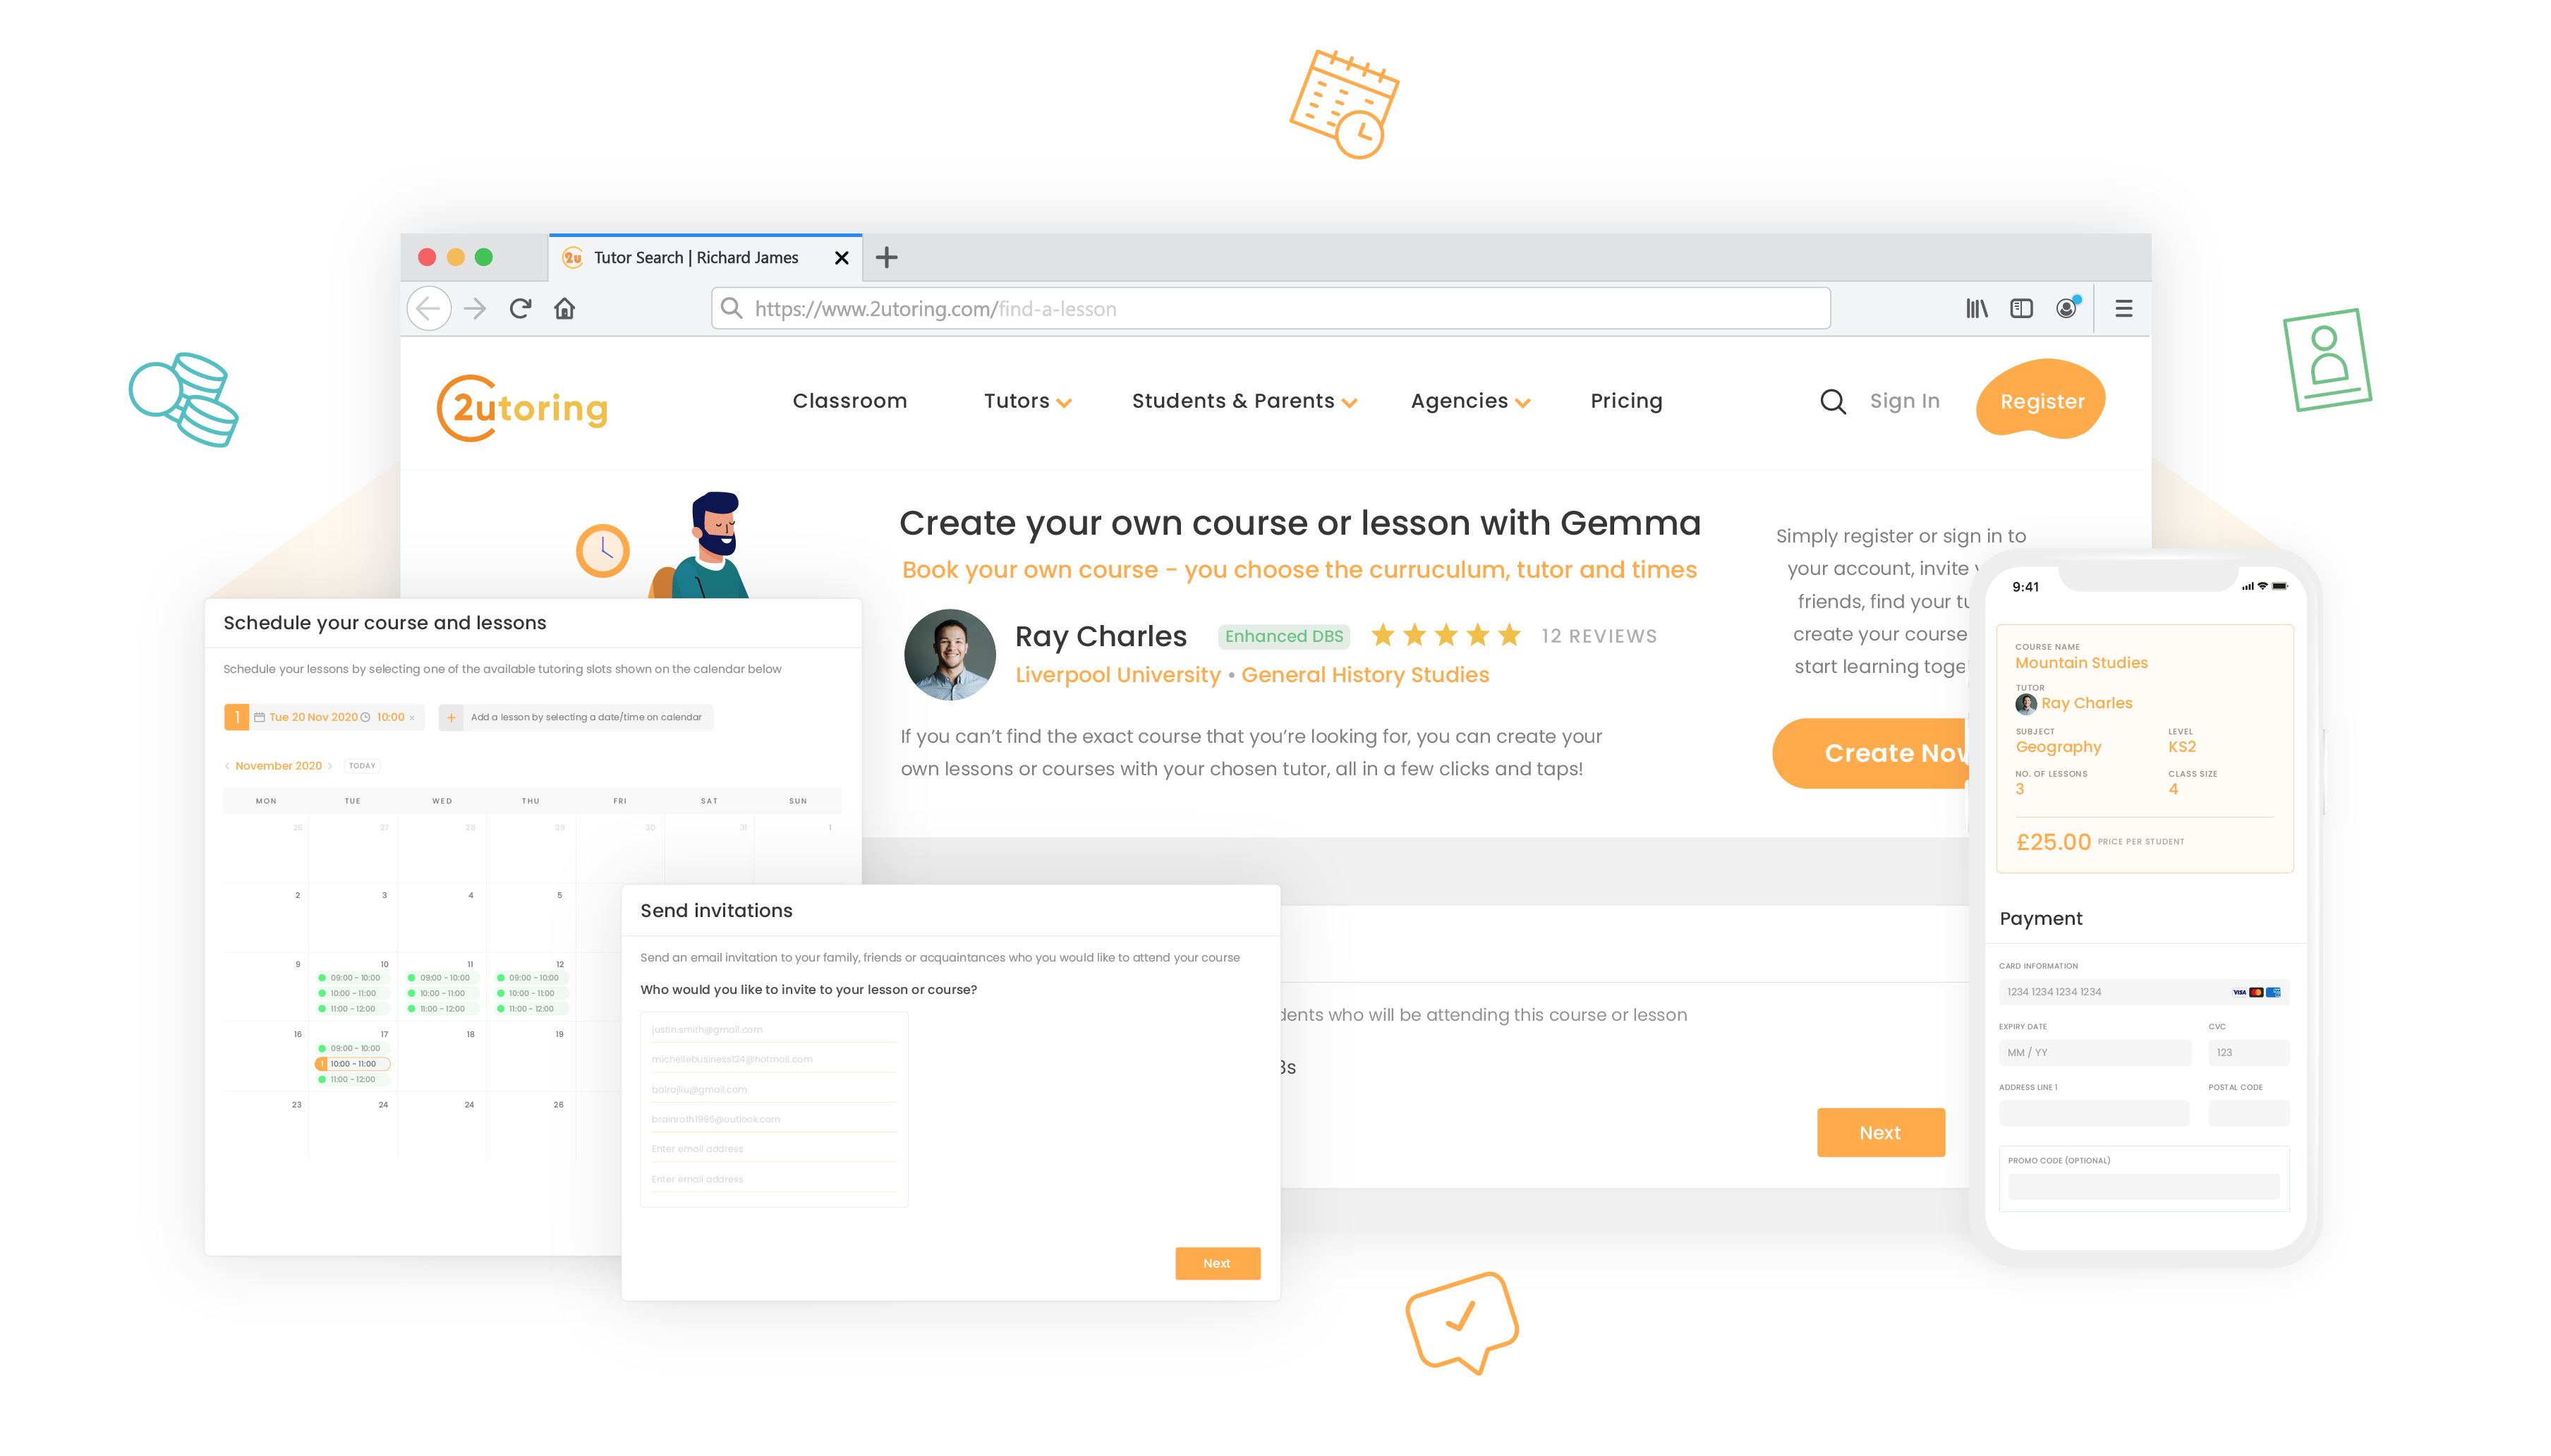 2u Tutor Search | Richard James
https://www.2utoring.com/find-a-lesson
2utoring
Classroom
Tutors
Students & Parents
Agencies
Pricing
Sign In
Register
Create your own course or lesson with Gemma
Book your own course - you choose the curruculum, tutor and times
Ray Charles
Enhanced DBS
12 REVIEWS
Liverpool University • General History Studies
If you can't find the exact course that you're looking for, you can create your
own lessons or courses with your chosen tutor, all in a few clicks and taps!
Simply register or sign in to
your account, invite
friends, find your
create your course
start learning
Create Now
Schedule your course and lessons
Schedule your lessons by selecting one of the available tutoring slots shown on the calendar below
1 Tue 20 Nov 2020 10:00 ×
+ Add a lesson by selecting a date/time on calendar
< November 2020 > TODAY
MON TUE WED THU FRI SAT SUN
26 27 28 29 30 31 1
2 3 4 5
9 10 11 12
09:00 - 10:00 09:00 - 10:00 09:00 - 10:00
10:00 - 11:00 10:00 - 11:00 10:00 - 11:00
11:00 - 12:00 11:00 - 12:00 11:00 - 12:00
16 17 18 19
09:00 - 10:00
1 10:00 - 11:00
11:00 - 12:00
23 24 24 26
Send invitations
Send an email invitation to your family, friends or acquaintances who you would like to attend your course
Who would you like to invite to your lesson or course?
justin.smith@gmail.com
michellebusiness124@hotmail.com
balrajliu@gmail.com
brainroth1996@outlook.com
Enter email address
Enter email address
Next
dents who will be attending this course or lesson
3s
Next
9:41
COURSE NAME
Mountain Studies
TUTOR
Ray Charles
SUBJECT LEVEL
Geography KS2
NO. OF LESSONS CLASS SIZE
3 4
£25.00 PRICE PER STUDENT
Payment
CARD INFORMATION
1234 1234 1234 1234 VISA
EXPIRY DATE CVC
MM / YY 123
ADDRESS LINE 1 POSTAL CODE
PROMO CODE (OPTIONAL)